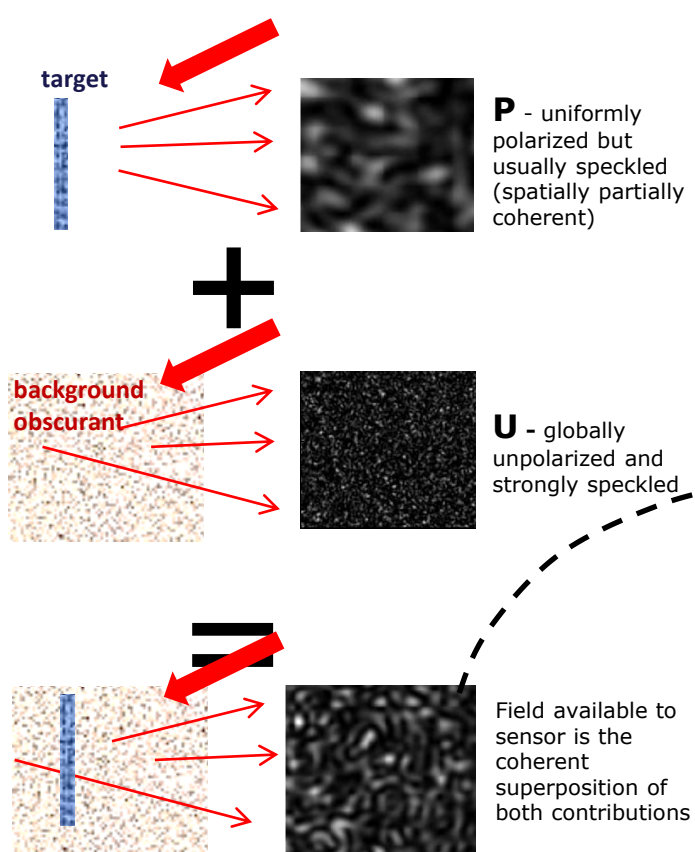 target
P - uniformly
polarized but
usually speckled
(spatially partially
coherent)
+
background
obscurant
U - globally
unpolarized and
strongly speckled
=
Field available to
sensor is the
coherent
superposition of
both contributions